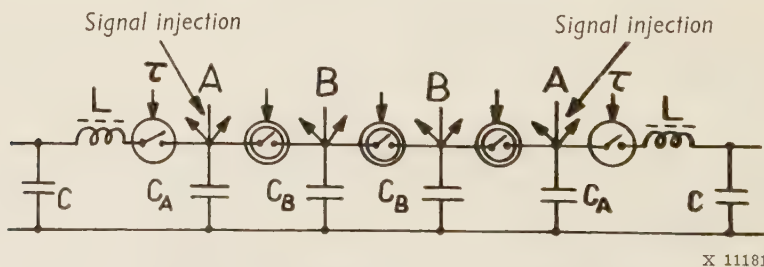 Signal injection Signal injection
τ A B B A τ
L L
C C_A C_B C_B C_A C
X 11181